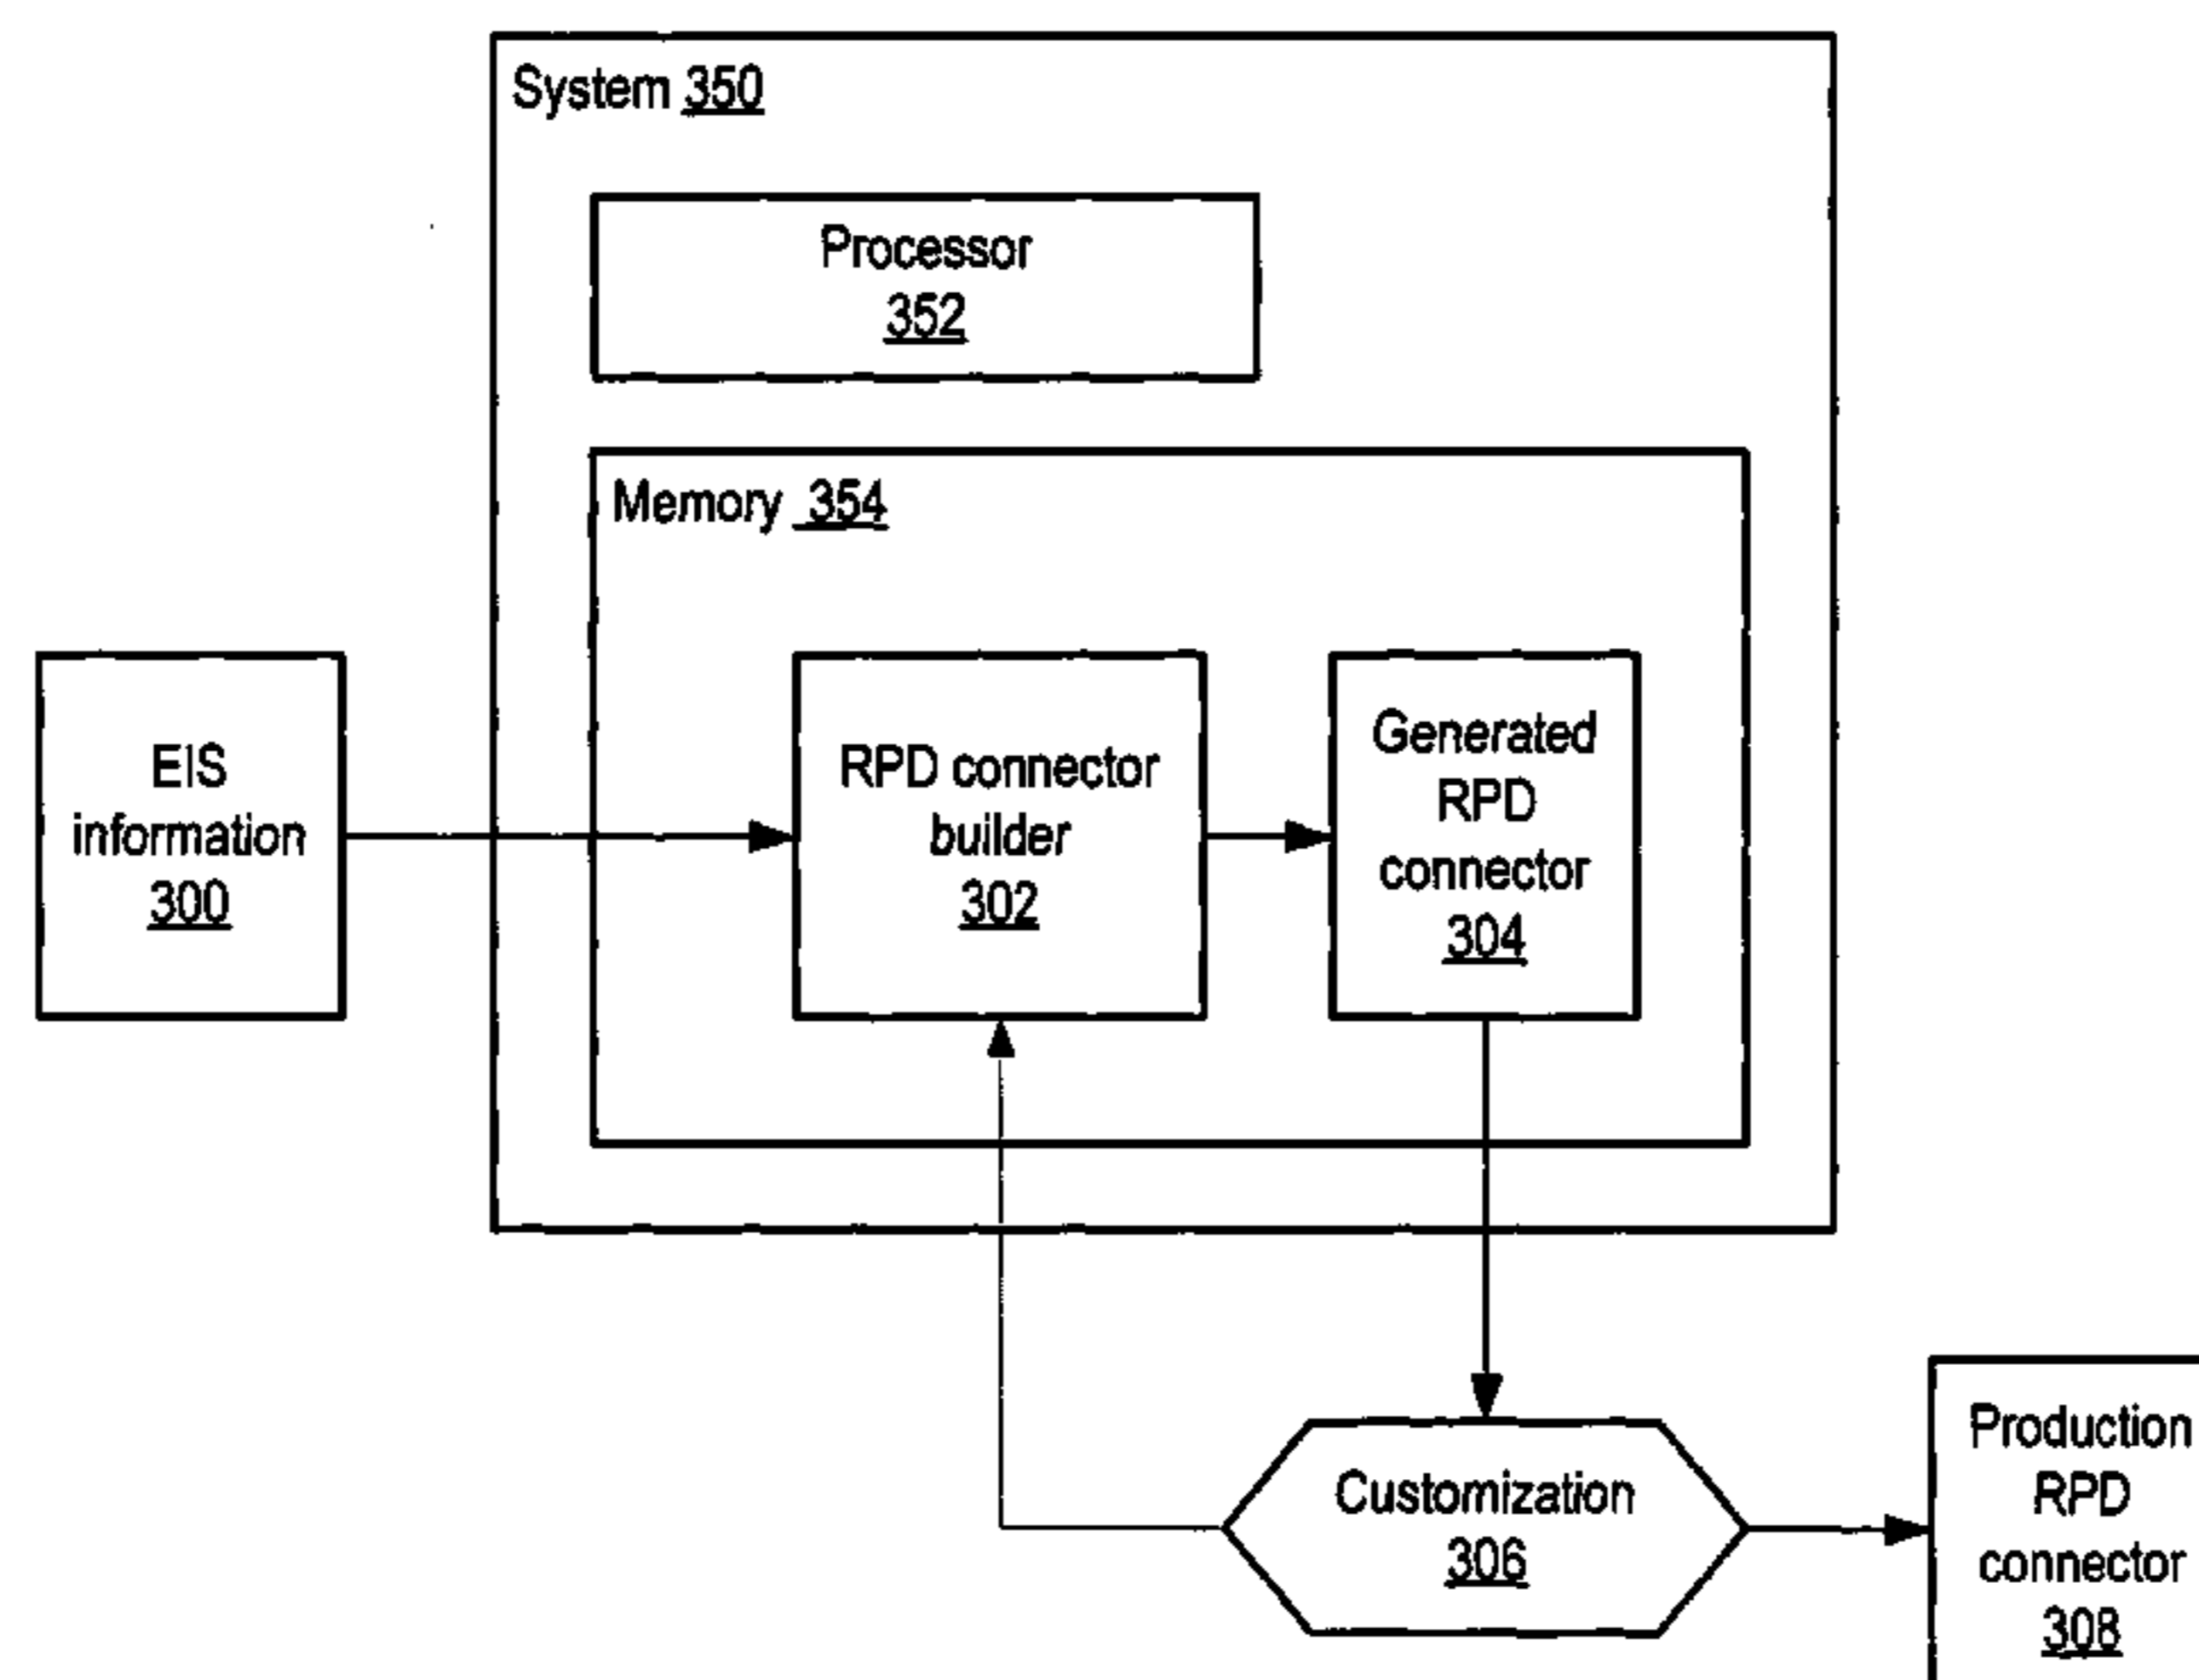 System 350
Processor
352
Memory 354
EIS
information
300
RPD connector
builder
302
Generated
RPD
connector
304
Customization
306
Production
RPD
connector
308